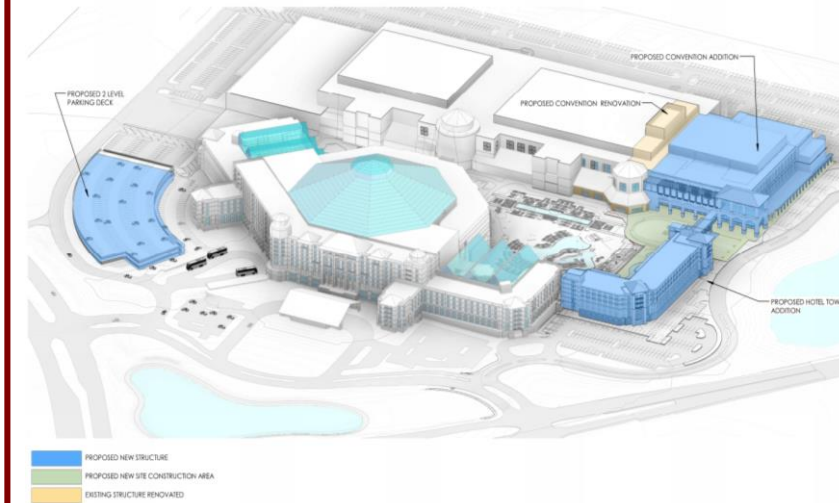 PROPOSED CONVENTION ADDITION
PROPOSED 2 LEVEL
PARKING DECK
PROPOSED CONVENTION RENOVATION
PROPOSED HOTEL TOW
ADDITION
PROPOSED NEW STRUCTURE
PROPOSED NEW SITE CONSTRUCTION AREA
EXISTING STRUCTURE RENOVATED